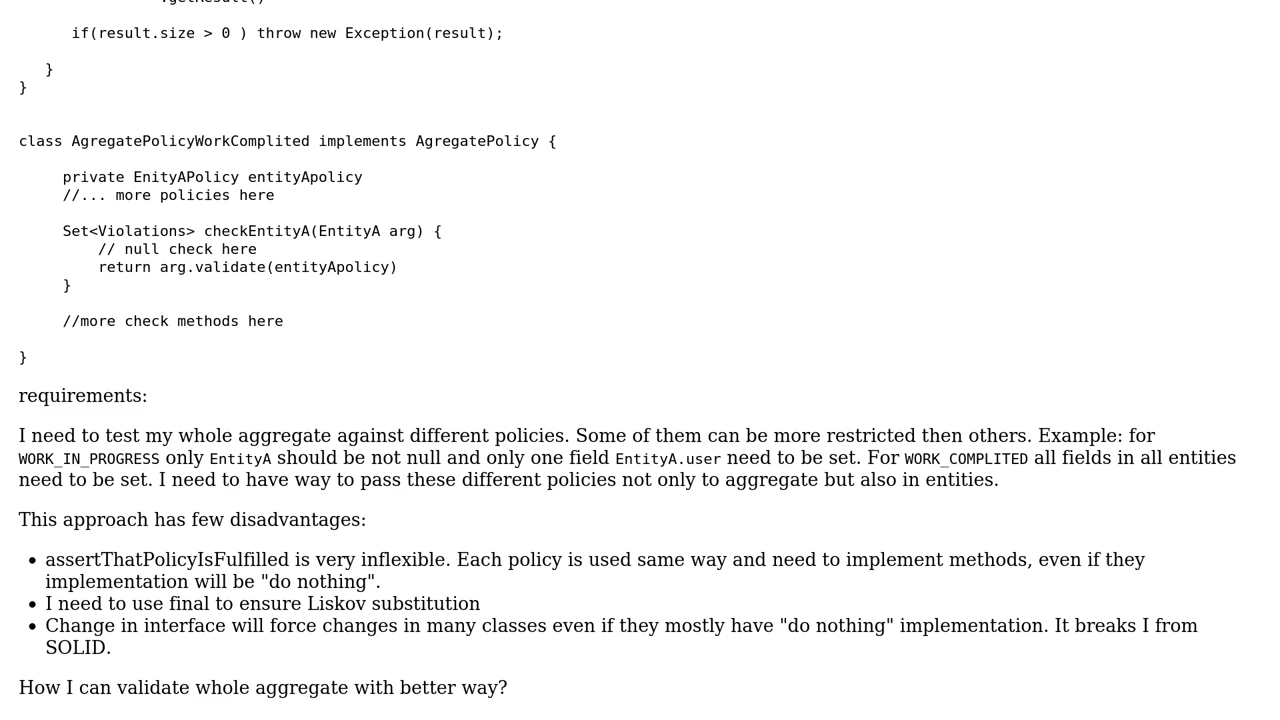 .getResult()
if(result.size > 0 ) throw new Exception(result);
}
}
class AgregatePolicyWorkComplited implements AgregatePolicy {
private EnityAPolicy entityApolicy
//... more policies here
Set<Violations> checkEntityA(EntityA arg) {
// null check here
return arg.validate(entityApolicy)
}
//more check methods here
}
requirements:
I need to test my whole aggregate against different policies. Some of them can be more restricted then others. Example: for
WORK_IN_PROGRESS only EntityA should be not null and only one field EntityA.user need to be set. For WORK_COMPLITED all fields in all entities
need to be set. I need to have way to pass these different policies not only to aggregate but also in entities.
This approach has few disadvantages:
• assertThatPolicyIsFulfilled is very inflexible. Each policy is used same way and need to implement methods, even if they
implementation will be "do nothing".
• I need to use final to ensure Liskov substitution
• Change in interface will force changes in many classes even if they mostly have "do nothing" implementation. It breaks I from
SOLID.
How I can validate whole aggregate with better way?